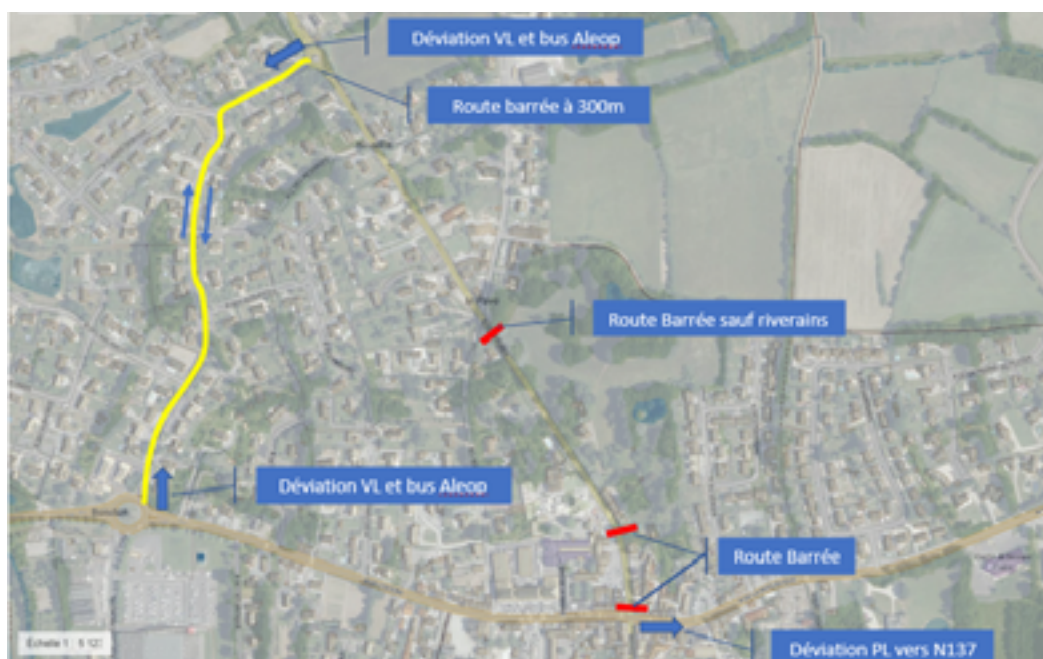 Déviation VL et bus Aleop
Route barrée à 300m
Route Barrée sauf riverains
Déviation VL et bus Aleop
Route Barrée
Déviation PL vers N137